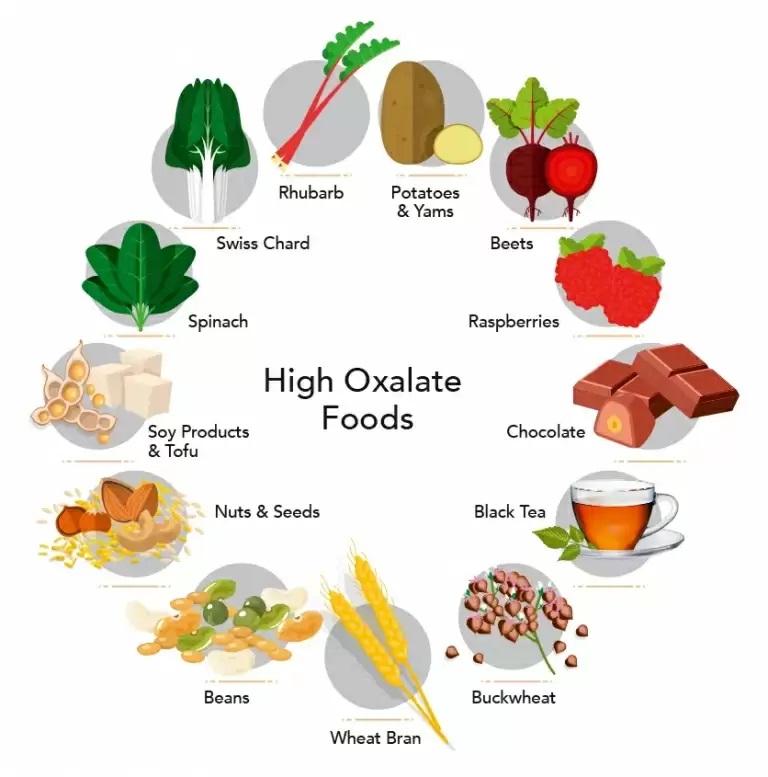 Rhubarb
Potatoes
& Yams
Swiss Chard
Beets
Spinach
Raspberries
High Oxalate
Foods
Soy Products
& Tofu
Chocolate
Nuts & Seeds
Black Tea
Beans
Buckwheat
Wheat Bran